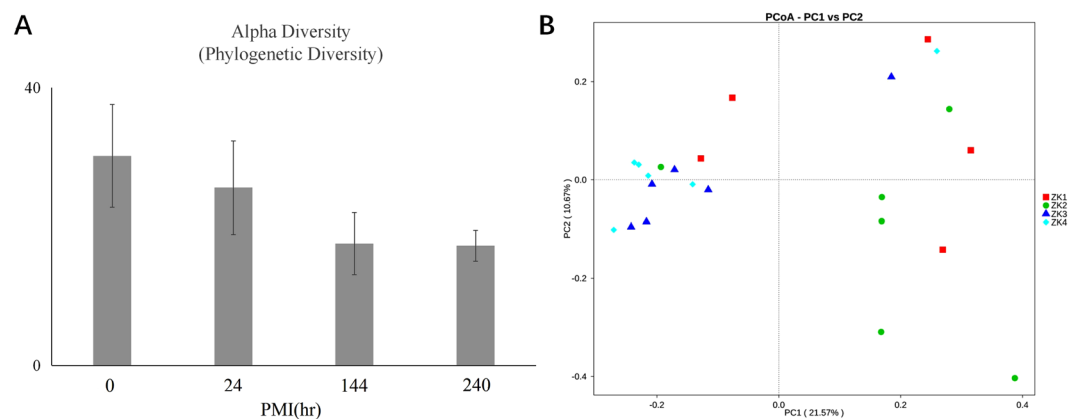 A
Alpha Diversity
(Phylogenetic Diversity)
40
0
0 24 144 240
PMI(hr)
B
PCoA - PC1 vs PC2
PC2 ( 10.67%)
0.2
0.0
-0.2
-0.4
-0.2 0.0 0.2 0.4
PC1 ( 21.57%)
ZK1
ZK2
ZK3
ZK4